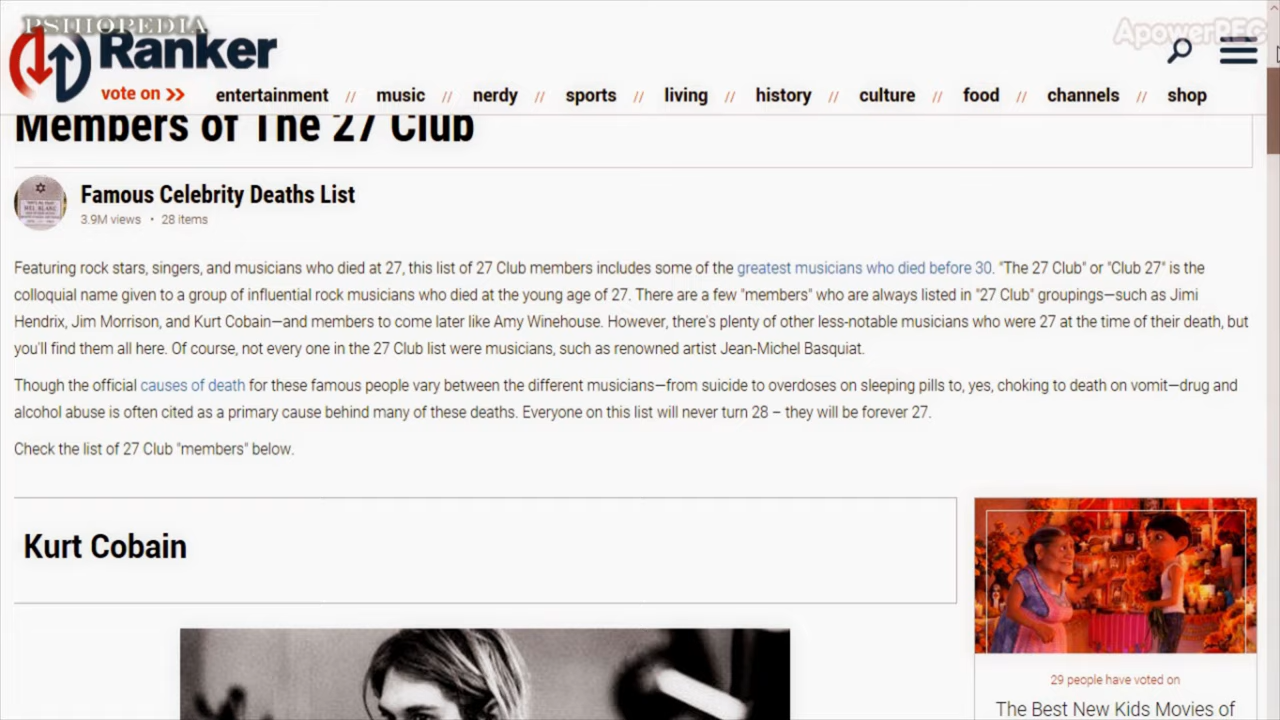 PSIHOPEDIA
ApowerREC
Ranker
vote on >> entertainment // music // nerdy // sports // living // history // culture // food // channels // shop
Members of The 27 Club
Famous Celebrity Deaths List
3.9M views • 28 items
Featuring rock stars, singers, and musicians who died at 27, this list of 27 Club members includes some of the greatest musicians who died before 30. "The 27 Club" or "Club 27" is the
colloquial name given to a group of influential rock musicians who died at the young age of 27. There are a few "members" who are always listed in "27 Club" groupings—such as Jimi
Hendrix, Jim Morrison, and Kurt Cobain—and members to come later like Amy Winehouse. However, there's plenty of other less-notable musicians who were 27 at the time of their death, but
you'll find them all here. Of course, not every one in the 27 Club list were musicians, such as renowned artist Jean-Michel Basquiat.
Though the official causes of death for these famous people vary between the different musicians—from suicide to overdoses on sleeping pills to, yes, choking to death on vomit—drug and
alcohol abuse is often cited as a primary cause behind many of these deaths. Everyone on this list will never turn 28 – they will be forever 27.
Check the list of 27 Club "members" below.
Kurt Cobain
29 people have voted on
The Best New Kids Movies of